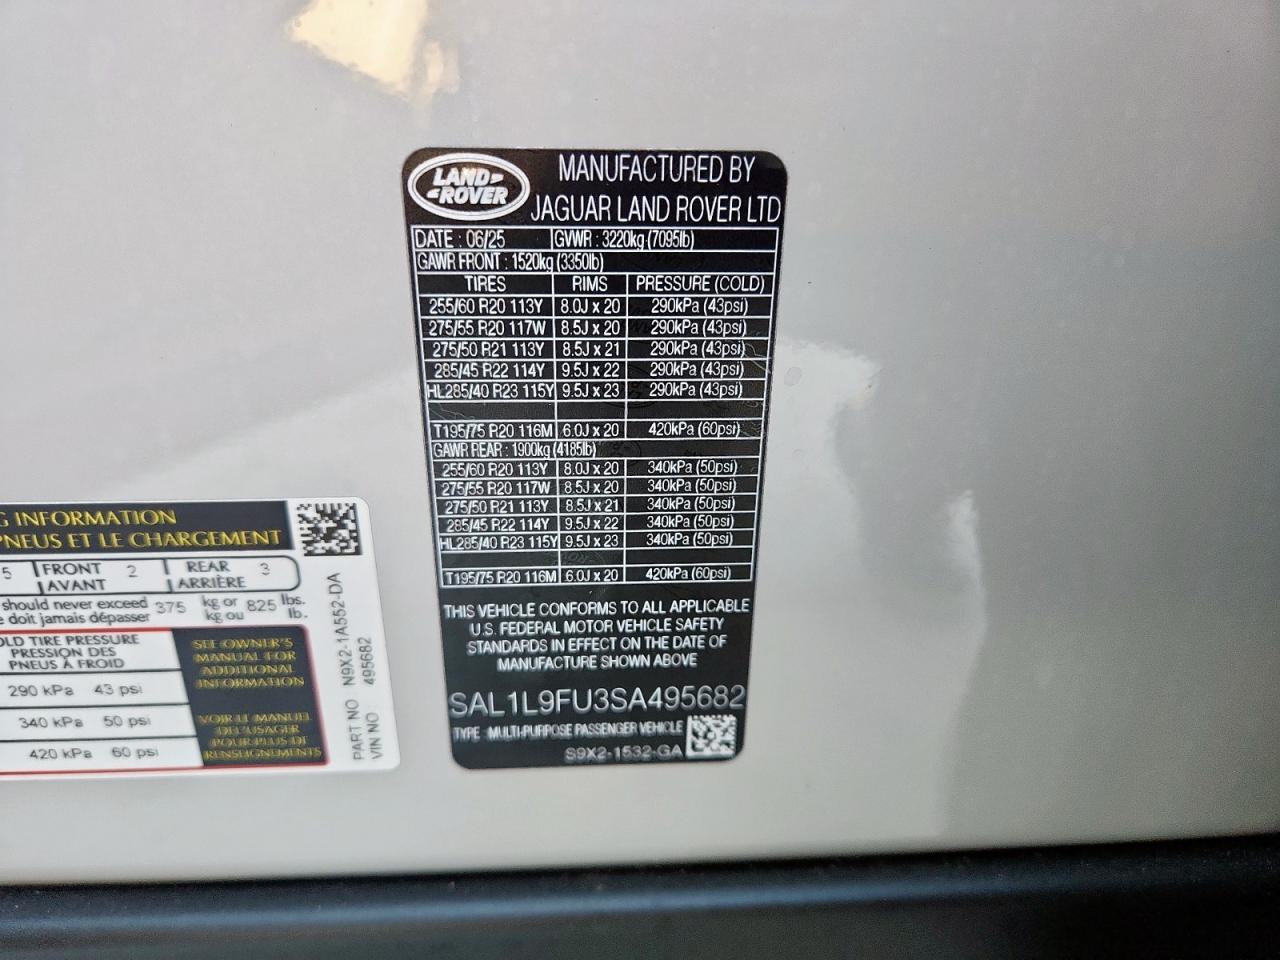 LAND ROVER
MANUFACTURED BY
JAGUAR LAND ROVER LTD
DATE : 06/25 GVWR : 3220kg (7095lb)
GAWR FRONT : 1520kg (3350lb)
TIRES RIMS PRESSURE (COLD)
255/60 R20 113Y 8.0J x 20 290kPa (43psi)
275/55 R20 117W 8.5J x 20 290kPa (43psi)
275/50 R21 113Y 8.5J x 21 290kPa (43psi)
285/45 R22 114Y 9.5J x 22 290kPa (43psi)
HL285/40 R23 115Y 9.5J x 23 290kPa (43psi)
T195/75 R20 116M 6.0J x 20 420kPa (60psi)
GAWR REAR : 1900kg (4185lb)
255/60 R20 113Y 8.0J x 20 340kPa (50psi)
275/55 R20 117W 8.5J x 20 340kPa (50psi)
275/50 R21 113Y 8.5J x 21 340kPa (50psi)
285/45 R22 114Y 9.5J x 22 340kPa (50psi)
HL285/40 R23 115Y 9.5J x 23 340kPa (50psi)
T195/75 R20 116M 6.0J x 20 420kPa (60psi)
THIS VEHICLE CONFORMS TO ALL APPLICABLE
U.S. FEDERAL MOTOR VEHICLE SAFETY
STANDARDS IN EFFECT ON THE DATE OF
MANUFACTURE SHOWN ABOVE
SAL1L9FU3SA495682
TYPE : MULTI-PURPOSE PASSENGER VEHICLE
S9X2-1532-GA
G INFORMATION
PNEUS ET LE CHARGEMENT
5 FRONT 2 REAR 3
AVANT ARRIÈRE
should never exceed 375 kg or 825 lbs.
e doit jamais dépasser kg ou lb.
OLD TIRE PRESSURE
PRESSION DES
PNEUS À FROID
290 kPa 43 psi
340 kPa 50 psi
420 kPa 60 psi
SEE OWNER'S
MANUAL FOR
ADDITIONAL
INFORMATION
VOIR LE MANUEL
DE L'USAGER
POUR PLUS DE
RENSEIGNEMENTS
PART NO N9X2-1A552-DA
VIN NO 495682